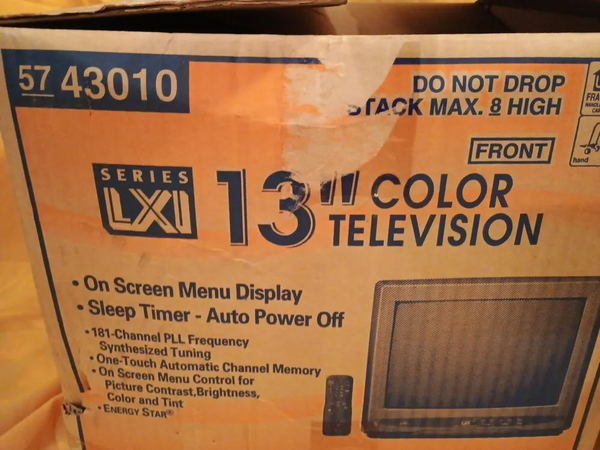 57 43010
DO NOT DROP
STACK MAX. 8 HIGH
FRONT
SERIES
LXI
13" COLOR
TELEVISION
• On Screen Menu Display
• Sleep Timer - Auto Power Off
• 181-Channel PLL Frequency
Synthesized Tuning
• One-Touch Automatic Channel Memory
• On Screen Menu Control for
Picture Contrast,Brightness,
Color and Tint
• ENERGY STAR®
FRA
hand